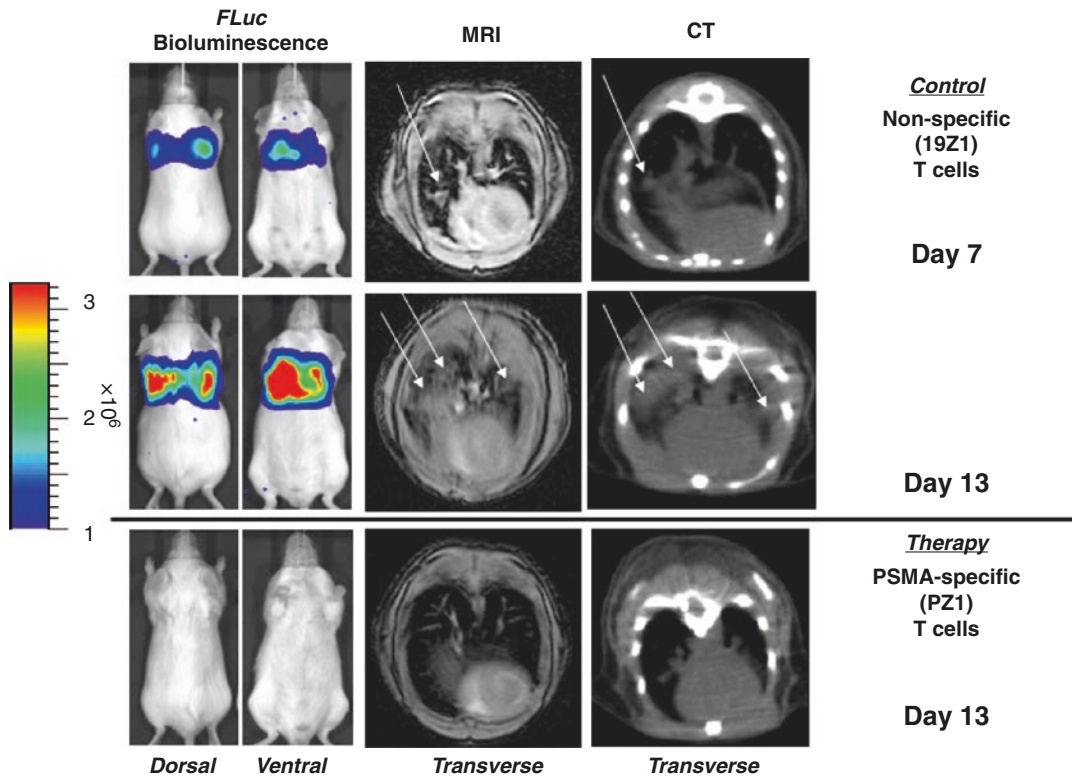 FLuc
Bioluminescence
MRI
CT
Control
Non-specific
(19Z1)
T cells
Day 7
3
2
1
×10⁶
Day 13
Therapy
PSMA-specific
(PZ1)
T cells
Day 13
Dorsal
Ventral
Transverse
Transverse